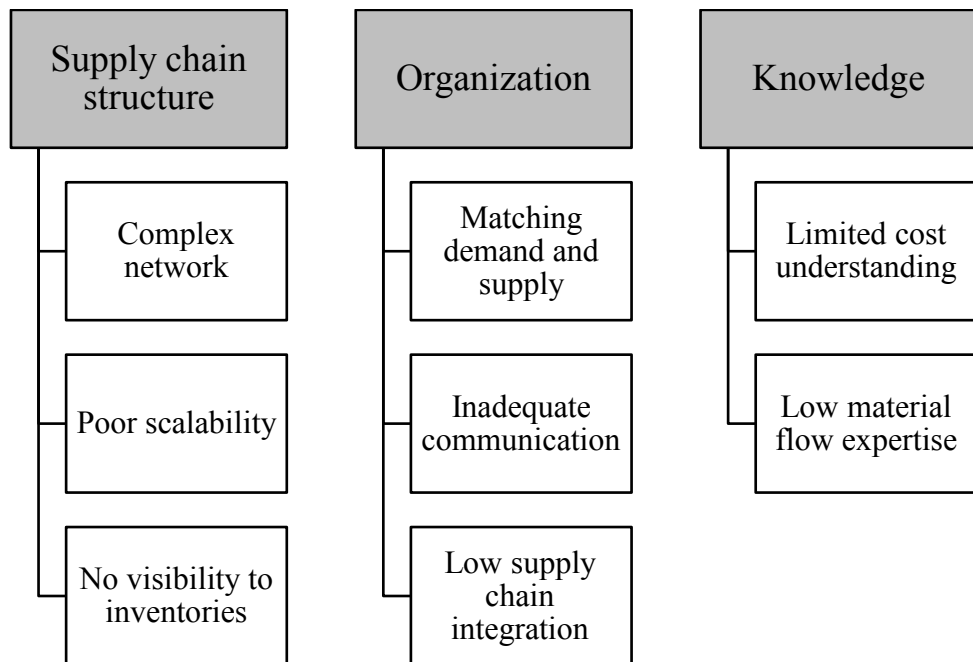 Supply chain
structure
Complex
network
Poor scalability
No visibility to
inventories
Organization
Matching
demand and
supply
Inadequate
communication
Low supply
chain
integration
Knowledge
Limited cost
understanding
Low material
flow expertise